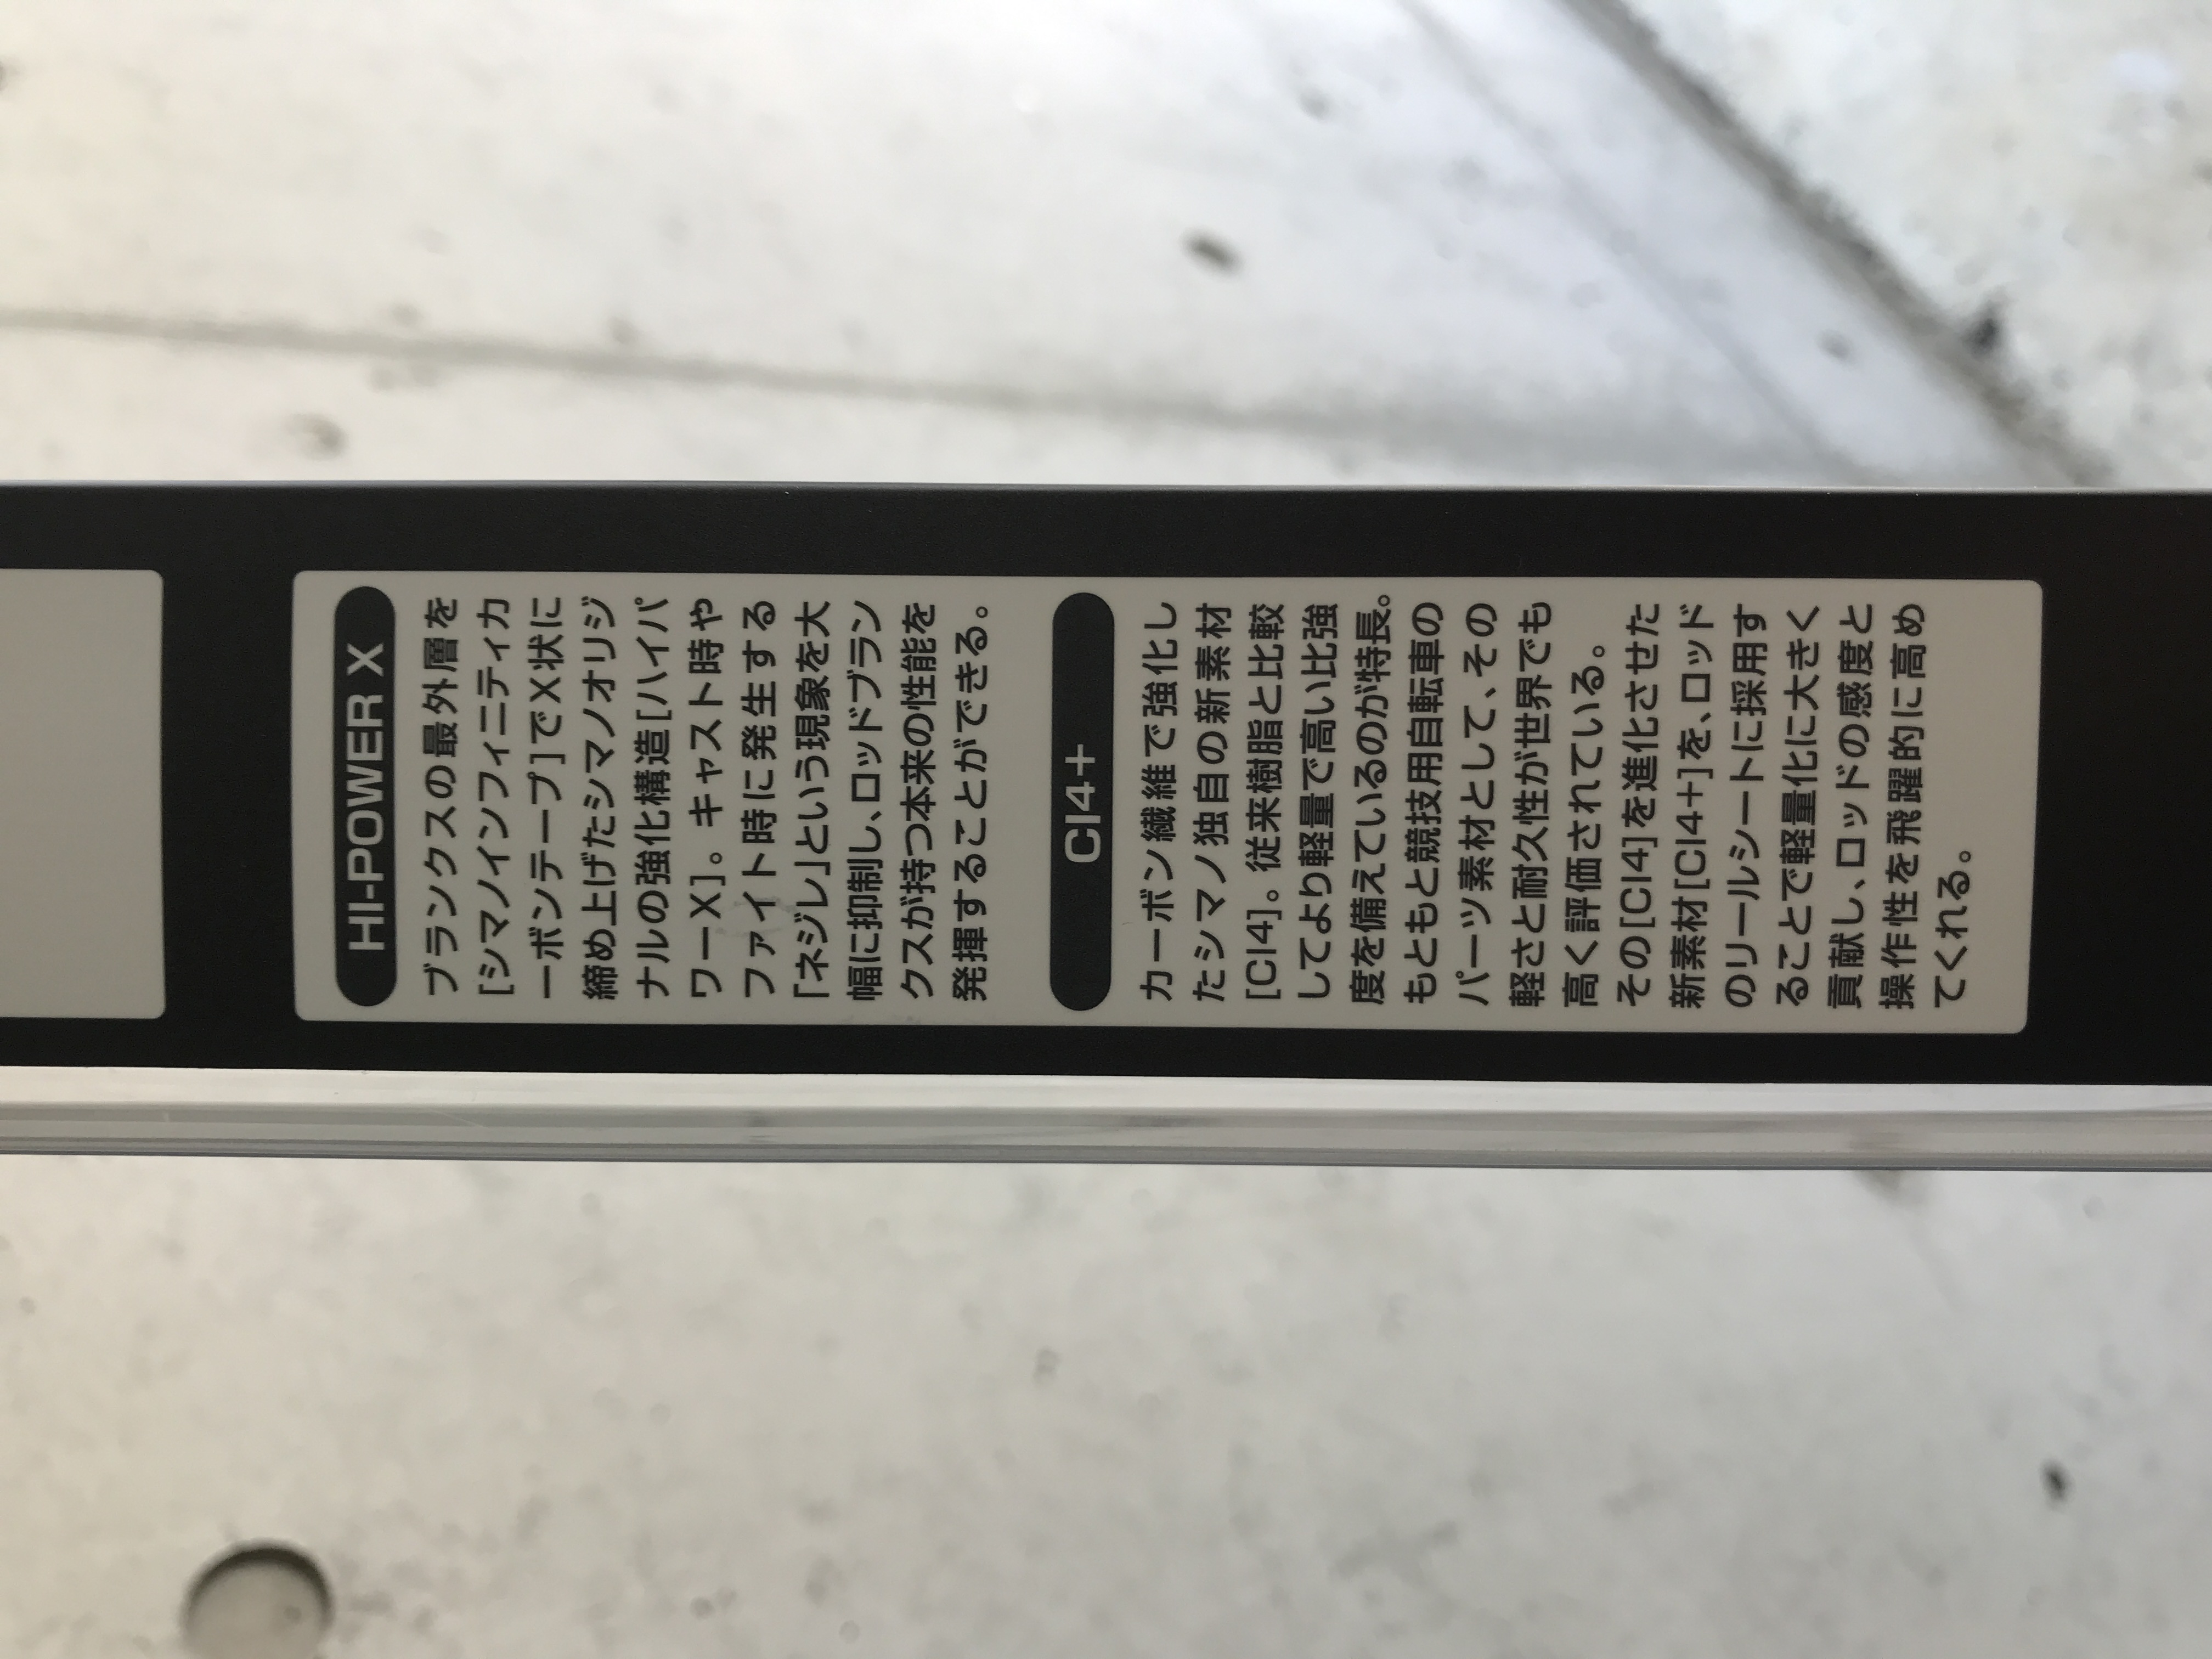 HI-POWER X
ブランクスの最外層を
[シマノインフィニティカ
ーボンテープ]でX状に
締め上げたシマノオリジ
ナルの強化構造[ハイパ
ワーX]。キャスト時や
ファイト時に発生する
「ネジレ」という現象を大
幅に抑制し、ロッドブラン
クスが持つ本来の性能を
発揮することができる。
CI4+
カーボン繊維で強化し
たシマノ独自の新素材
[CI4]。従来樹脂と比較
してより軽量で高い比強
度を備えているのが特長。
もともと競技用自転車の
パーツ素材として、その
軽さと耐久性が世界でも
高く評価されている。
その[CI4]を進化させた
新素材[CI4+]を、ロッド
のリールシートに採用す
ることで軽量化に大きく
貢献し、ロッドの感度と
操作性を飛躍的に高め
てくれる。